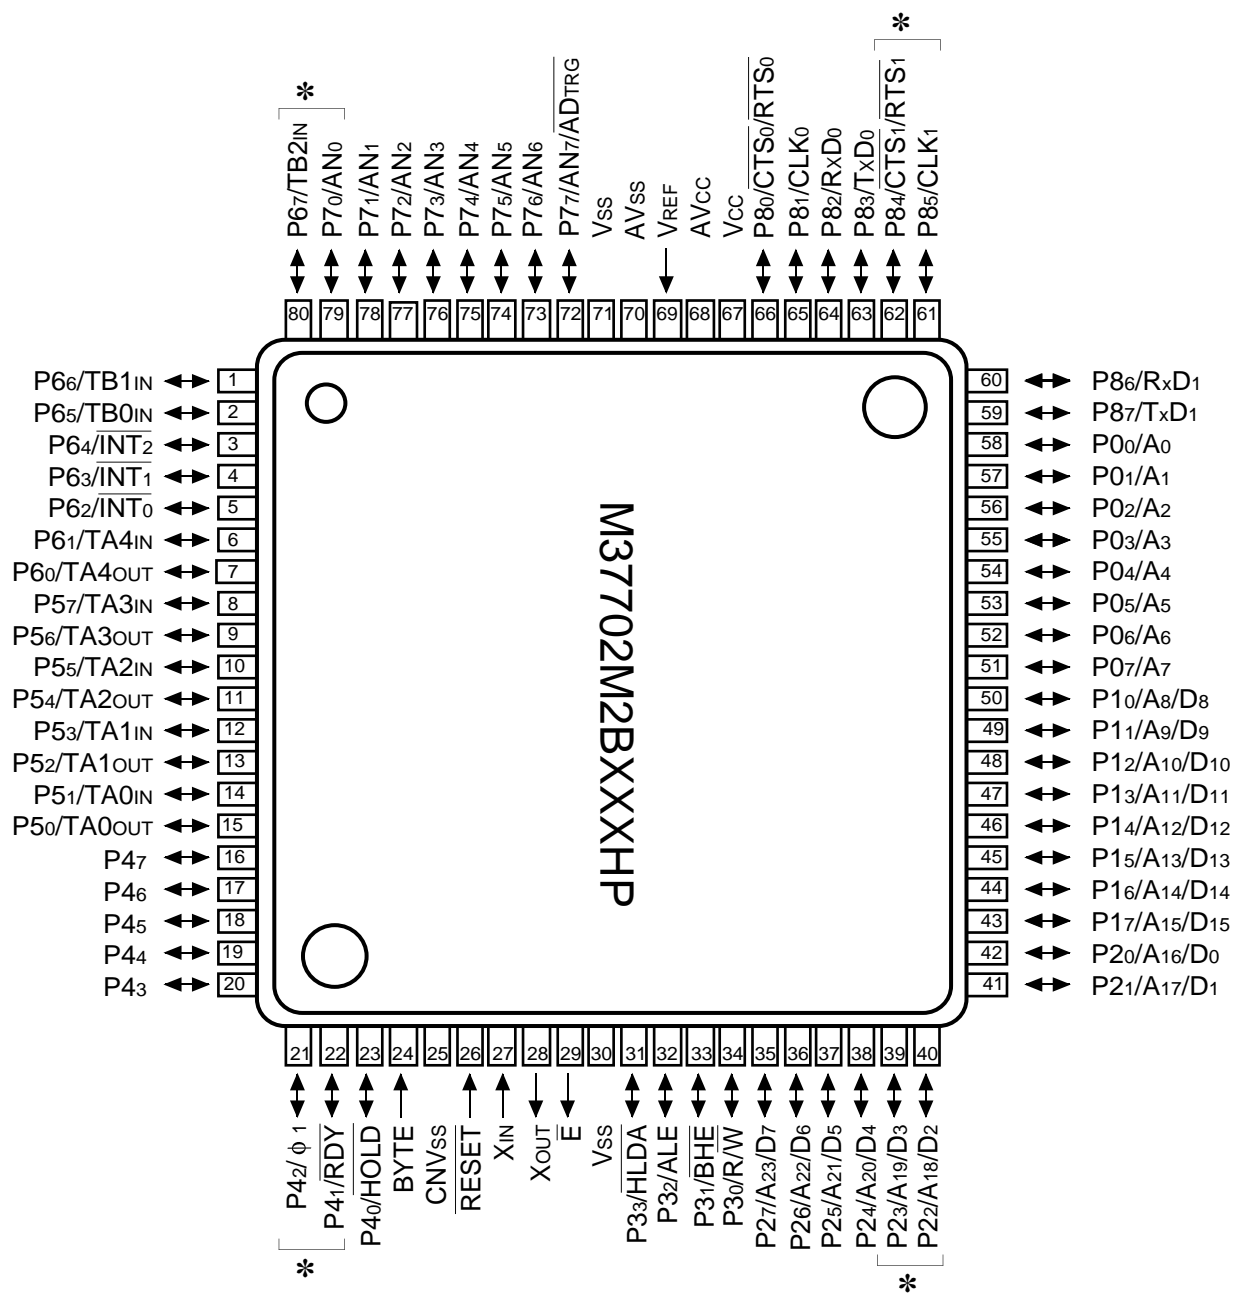 *
*
P67/TB2IN
P70/AN0
P71/AN1
P72/AN2
P73/AN3
P74/AN4
P75/AN5
P76/AN6
P77/AN7/ADTRG
VSS
AVSS
VREF
AVCC
VCC
P80/CTS0/RTS0
P81/CLK0
P82/RxD0
P83/TxD0
P84/CTS1/RTS1
P85/CLK1
80 79 78 77 76 75 74 73 72 71 70 69 68 67 66 65 64 63 62 61
P66/TB1IN 1
P65/TB0IN 2
P64/INT2 3
P63/INT1 4
P62/INT0 5
P61/TA4IN 6
P60/TA4OUT 7
P57/TA3IN 8
P56/TA3OUT 9
P55/TA2IN 10
P54/TA2OUT 11
P53/TA1IN 12
P52/TA1OUT 13
P51/TA0IN 14
P50/TA0OUT 15
P47 16
P46 17
P45 18
P44 19
P43 20
M37702M2BXXXHP
60 P86/RxD1
59 P87/TxD1
58 P00/A0
57 P01/A1
56 P02/A2
55 P03/A3
54 P04/A4
53 P05/A5
52 P06/A6
51 P07/A7
50 P10/A8/D8
49 P11/A9/D9
48 P12/A10/D10
47 P13/A11/D11
46 P14/A12/D12
45 P15/A13/D13
44 P16/A14/D14
43 P17/A15/D15
42 P20/A16/D0
41 P21/A17/D1
21 22 23 24 25 26 27 28 29 30 31 32 33 34 35 36 37 38 39 40
P42/ϕ1
P41/RDY
P40/HOLD
BYTE
CNVSS
RESET
XIN
XOUT
E
VSS
P33/HLDA
P32/ALE
P31/BHE
P30/R/W
P27/A23/D7
P26/A22/D6
P25/A21/D5
P24/A20/D4
P23/A19/D3
P22/A18/D2
*
*